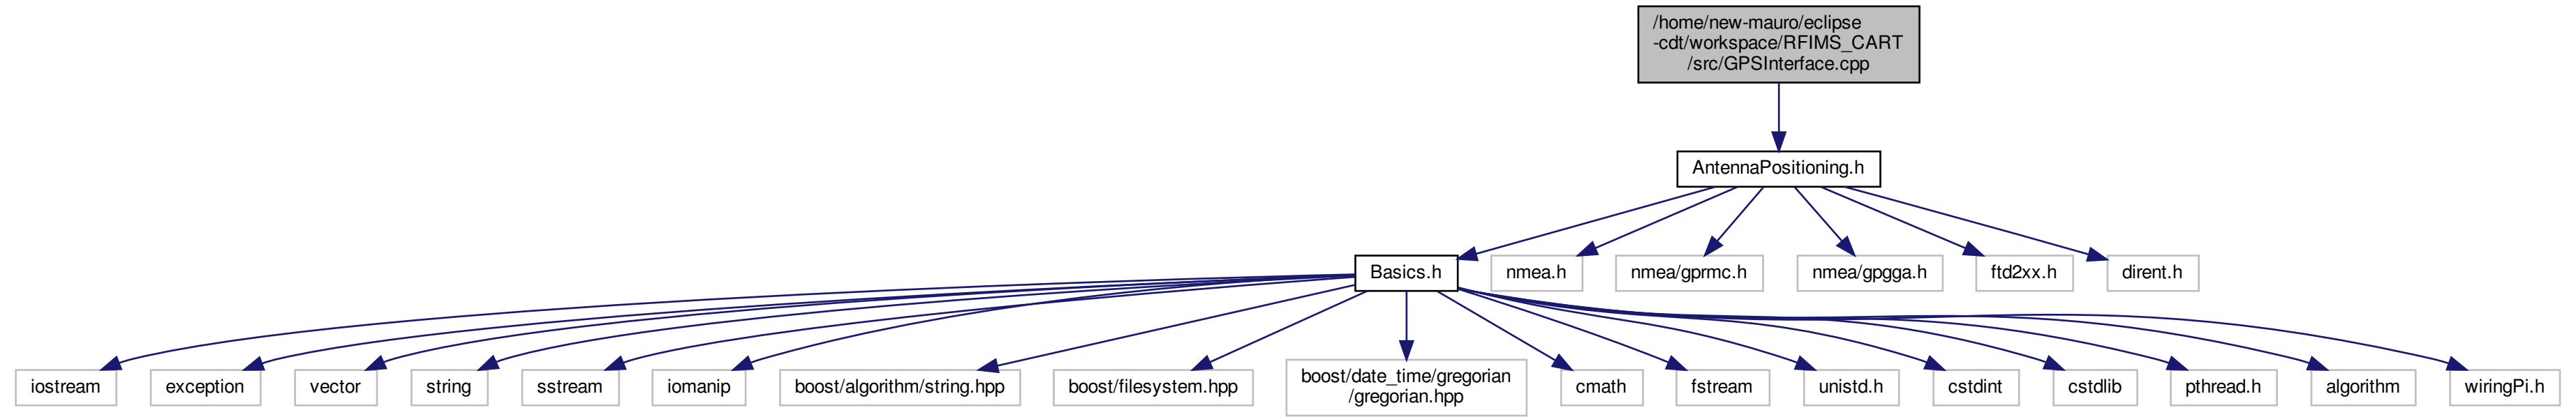 /home/new-mauro/eclipse
-cdt/workspace/RFIMS_CART
/src/GPSInterface.cpp
AntennaPositioning.h
Basics.h
nmea.h
nmea/gprmc.h
nmea/gpgga.h
ftd2xx.h
dirent.h
iostream
exception
vector
string
sstream
iomanip
boost/algorithm/string.hpp
boost/filesystem.hpp
boost/date_time/gregorian
/gregorian.hpp
cmath
fstream
unistd.h
cstdint
cstdlib
pthread.h
algorithm
wiringPi.h